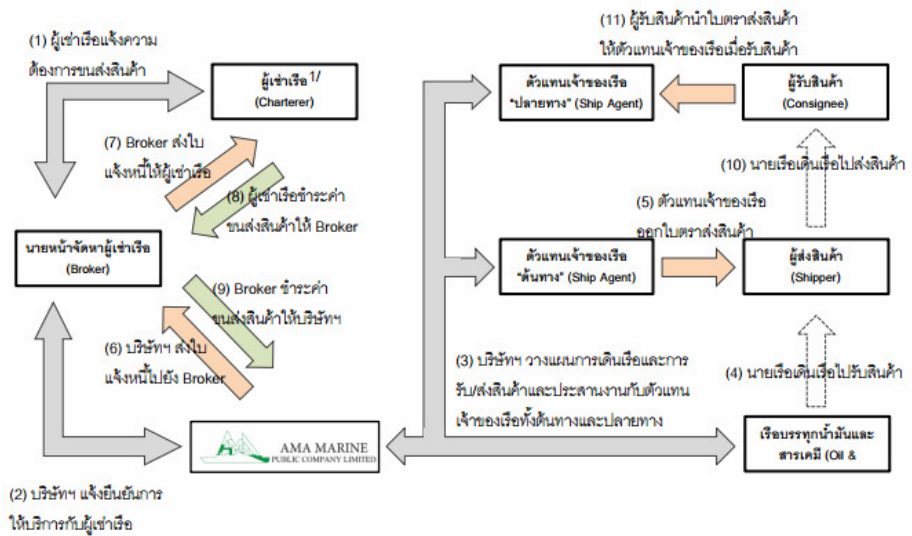 (1) ผู้เช่าเรือแจ้งความ
ต้องการขนส่งสินค้า
ผู้เช่าเรือ1/
(Charterer)
(7) Broker ส่งใบ
แจ้งหนี้ให้ผู้เช่าเรือ
(8) ผู้เช่าเรือชำระค่า
ขนส่งสินค้าให้ Broker
นายหน้าจัดหาผู้เช่าเรือ
(Broker)
(9) Broker ชำระค่า
ขนส่งสินค้าให้บริษัทฯ
(6) บริษัทฯ ส่งใบ
แจ้งหนี้ไปยัง Broker
AMA MARINE
PUBLIC COMPANY LIMITED
(2) บริษัทฯ แจ้งยืนยันการ
ให้บริการกับผู้เช่าเรือ
(11) ผู้รับสินค้านำใบตราส่งสินค้า
ให้ตัวแทนเจ้าของเรือเมื่อรับสินค้า
ตัวแทนเจ้าของเรือ
"ปลายทาง" (Ship Agent)
ผู้รับสินค้า
(Consignee)
(10) นายเรือเดินเรือไปส่งสินค้า
(5) ตัวแทนเจ้าของเรือ
ออกใบตราส่งสินค้า
ตัวแทนเจ้าของเรือ
"ต้นทาง" (Ship Agent)
ผู้ส่งสินค้า
(Shipper)
(3) บริษัทฯ วางแผนการเดินเรือและการ
รับ/ส่งสินค้าและประสานงานกับตัวแทน
เจ้าของเรือทั้งต้นทางและปลายทาง
(4) นายเรือเดินเรือไปรับสินค้า
เรือบรรทุกน้ำมันและ
สารเคมี (Oil &